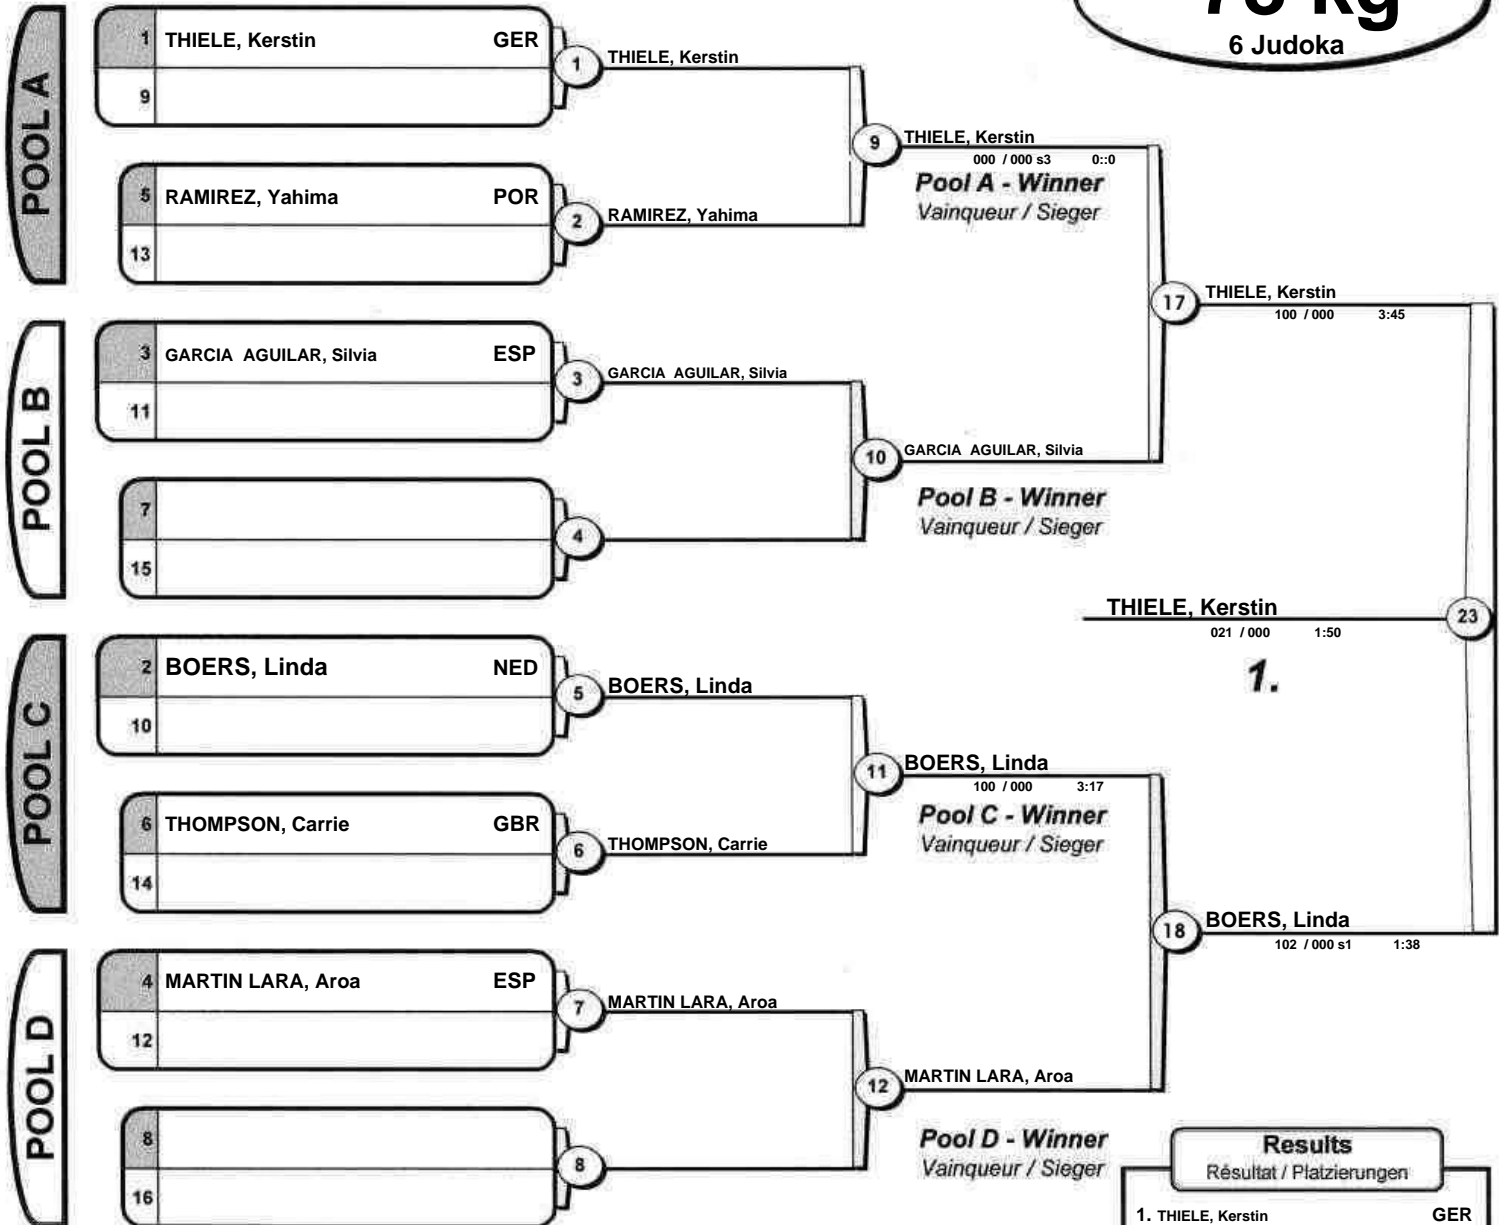 6 Judoka
POOL A
1 THIELE, Kerstin GER
9
1 THIELE, Kerstin
5 RAMIREZ, Yahima POR
13
2 RAMIREZ, Yahima
9 THIELE, Kerstin
000 / 000 s3 0::0
Pool A - Winner
Vainqueur / Sieger
POOL B
3 GARCIA AGUILAR, Silvia ESP
11
3 GARCIA AGUILAR, Silvia
7
15
4
10 GARCIA AGUILAR, Silvia
Pool B - Winner
Vainqueur / Sieger
17 THIELE, Kerstin
100 / 000 3:45
THIELE, Kerstin 23
021 / 000 1:50
1.
POOL C
2 BOERS, Linda NED
10
5 BOERS, Linda
6 THOMPSON, Carrie GBR
14
6 THOMPSON, Carrie
11 BOERS, Linda
100 / 000 3:17
Pool C - Winner
Vainqueur / Sieger
18 BOERS, Linda
102 / 000 s1 1:38
POOL D
4 MARTIN LARA, Aroa ESP
12
7 MARTIN LARA, Aroa
8
16
8
12 MARTIN LARA, Aroa
Pool D - Winner
Vainqueur / Sieger
Results
Résultat / Platzierungen
1. THIELE, Kerstin GER